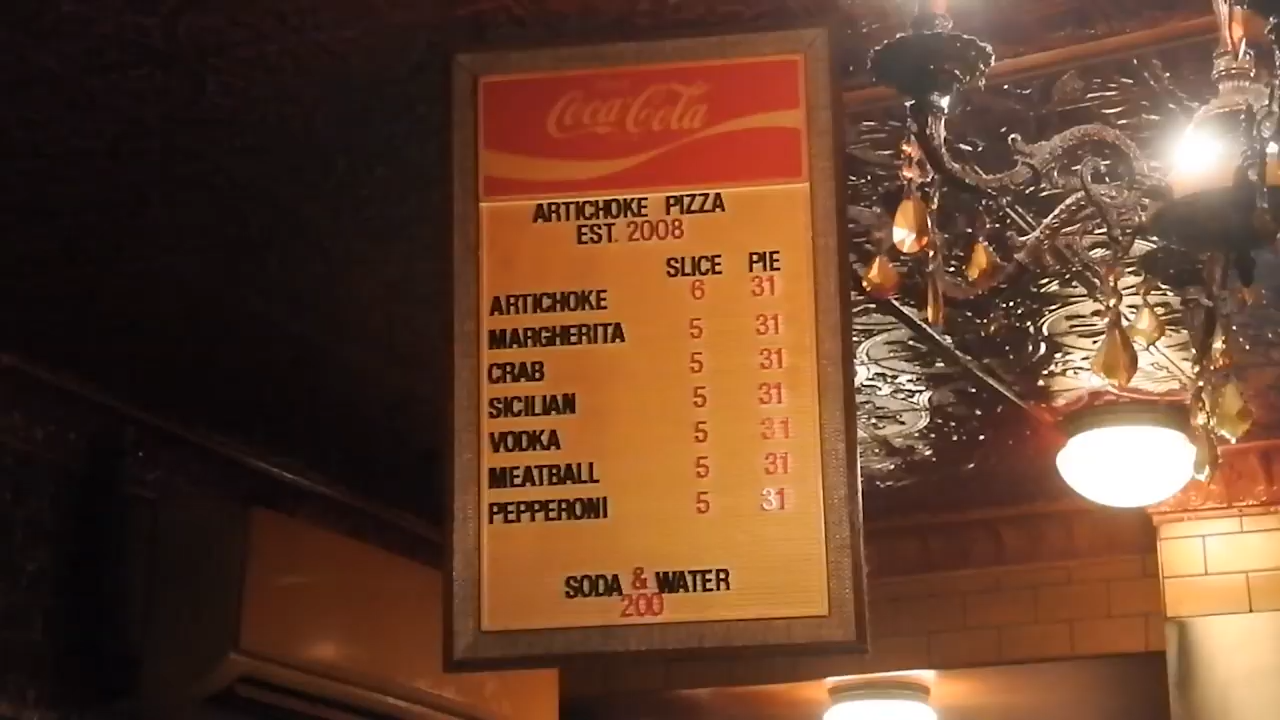 Coca-Cola
ARTICHOKE PIZZA
EST. 2008
SLICE PIE
ARTICHOKE 6 31
MARGHERITA 5 31
CRAB 5 31
SICILIAN 5 31
VODKA 5 31
MEATBALL 5 31
PEPPERONI 5 31
SODA & WATER
200